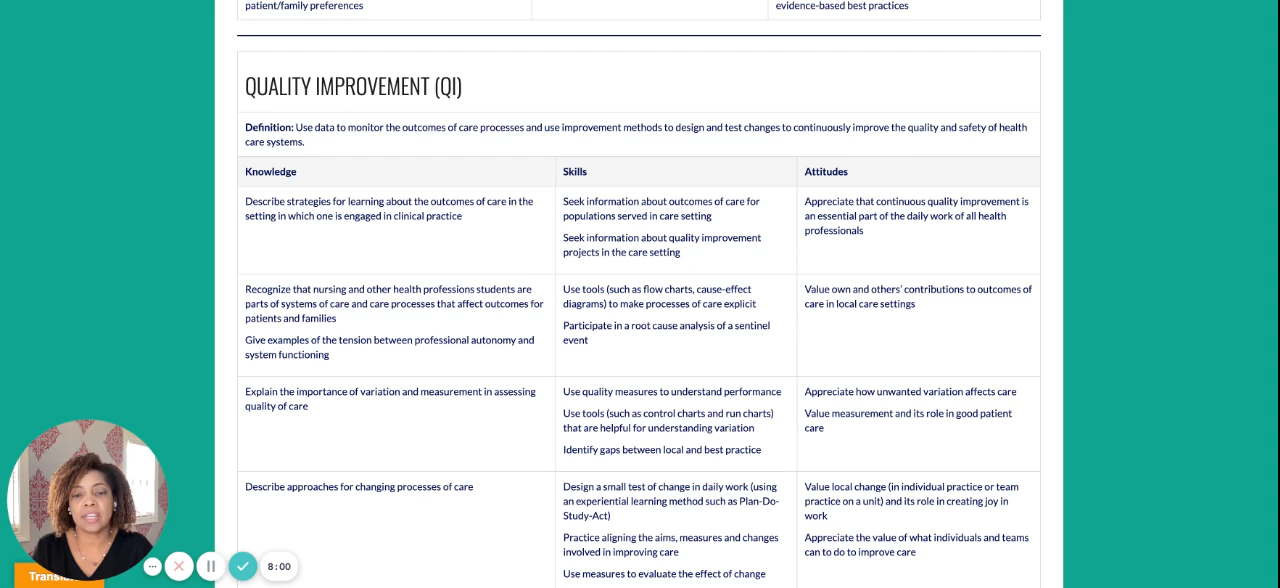 patient/family preferences
evidence-based best practices
QUALITY IMPROVEMENT (QI)
Definition: Use data to monitor the outcomes of care processes and use improvement methods to design and test changes to continuously improve the quality and safety of health
care systems.
Knowledge
Skills
Attitudes
Describe strategies for learning about the outcomes of care in the
setting in which one is engaged in clinical practice
Seek information about outcomes of care for
populations served in care setting
Seek information about quality improvement
projects in the care setting
Appreciate that continuous quality improvement is
an essential part of the daily work of all health
professionals
Recognize that nursing and other health professions students are
parts of systems of care and care processes that affect outcomes for
patients and families
Give examples of the tension between professional autonomy and
system functioning
Use tools (such as flow charts, cause-effect
diagrams) to make processes of care explicit
Participate in a root cause analysis of a sentinel
event
Value own and others’ contributions to outcomes of
care in local care settings
Explain the importance of variation and measurement in assessing
quality of care
Use quality measures to understand performance
Use tools (such as control charts and run charts)
that are helpful for understanding variation
Identify gaps between local and best practice
Appreciate how unwanted variation affects care
Value measurement and its role in good patient
care
Describe approaches for changing processes of care
Design a small test of change in daily work (using
an experiential learning method such as Plan-Do-
Study-Act)
Practice aligning the aims, measures and changes
involved in improving care
Use measures to evaluate the effect of change
Value local change (in individual practice or team
practice on a unit) and its role in creating joy in
work
Appreciate the value of what individuals and teams
can to do to improve care
8:00